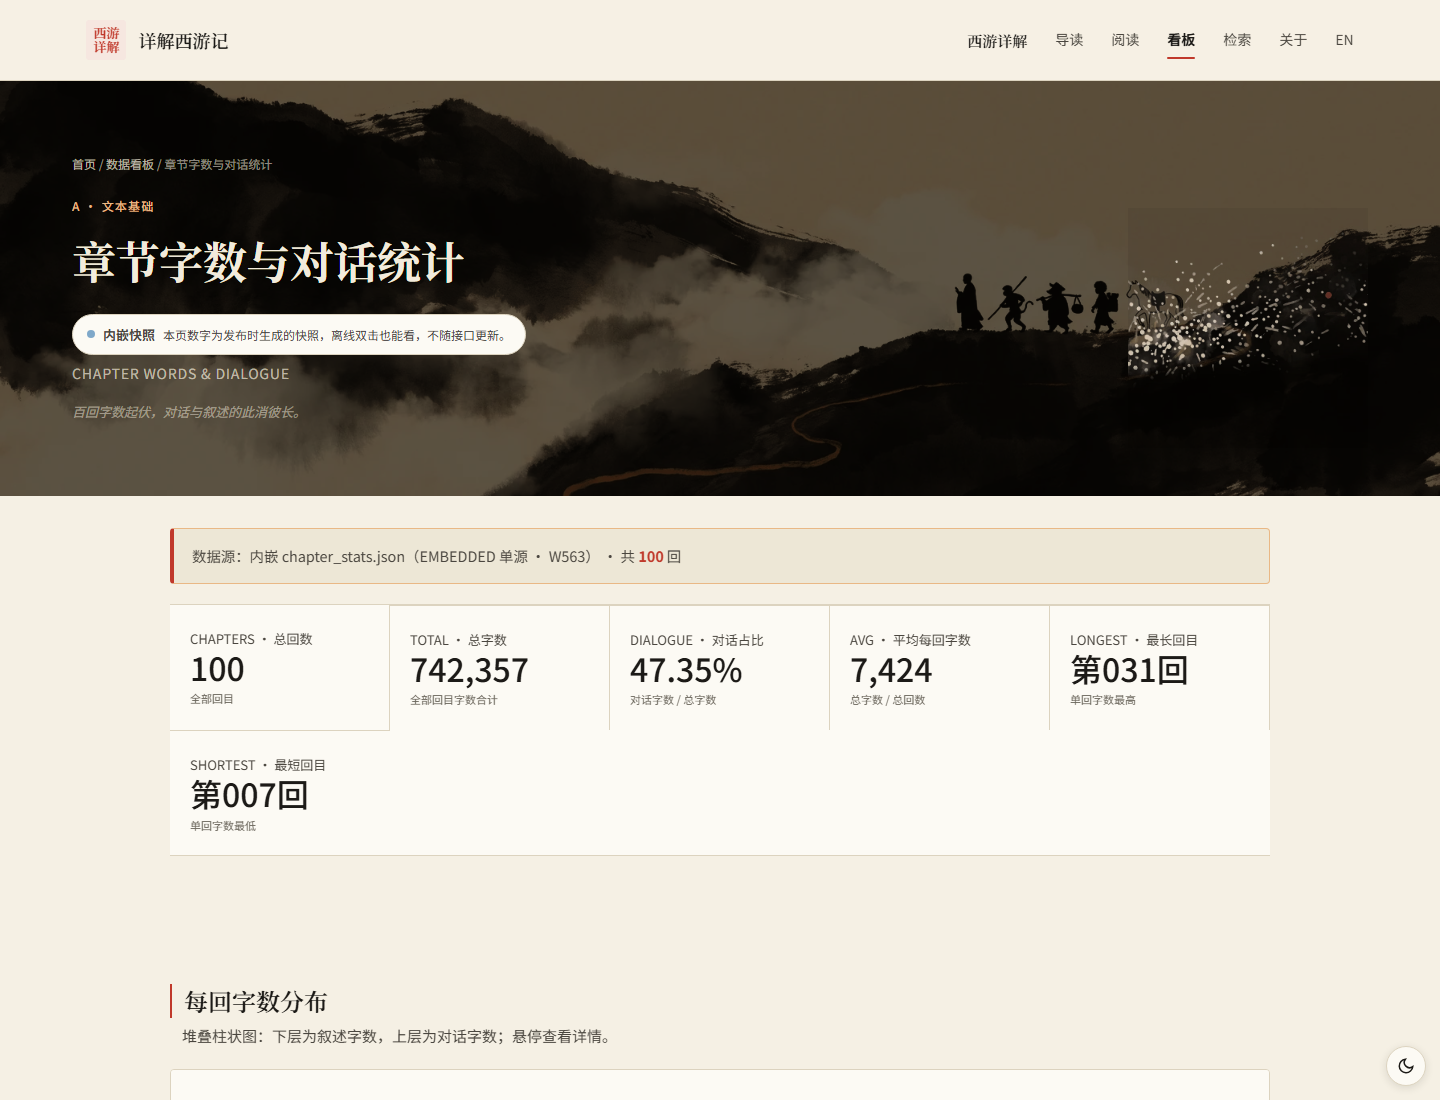 西游
详解
详解西游记
西游详解 导读 阅读 看板 检索 关于 EN
首页 / 数据看板 / 章节字数与对话统计
A · 文本基础
章节字数与对话统计
内嵌快照 本页数字为发布时生成的快照，离线双击也能看，不随接口更新。
CHAPTER WORDS & DIALOGUE
百回字数起伏，对话与叙述的此消彼长。
数据源：内嵌 chapter_stats.json（EMBEDDED 单源 · W563） · 共 100 回
CHAPTERS · 总回数
100
全部回目
TOTAL · 总字数
742,357
全部回目字数合计
DIALOGUE · 对话占比
47.35%
对话字数 / 总字数
AVG · 平均每回字数
7,424
总字数 / 总回数
LONGEST · 最长回目
第031回
单回字数最高
SHORTEST · 最短回目
第007回
单回字数最低
每回字数分布
堆叠柱状图：下层为叙述字数，上层为对话字数；悬停查看详情。